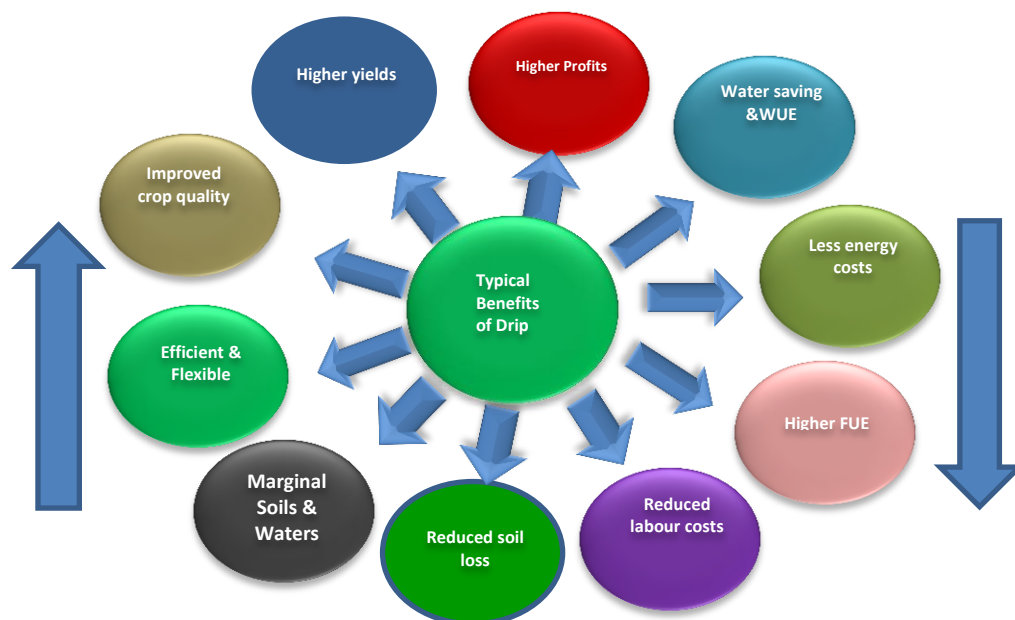 Higher yields
Higher Profits
Water saving
&WUE
Improved
crop quality
Less energy
costs
Typical
Benefits
of Drip
Efficient &
Flexible
Higher FUE
Marginal
Soils &
Waters
Reduced soil
loss
Reduced
labour costs